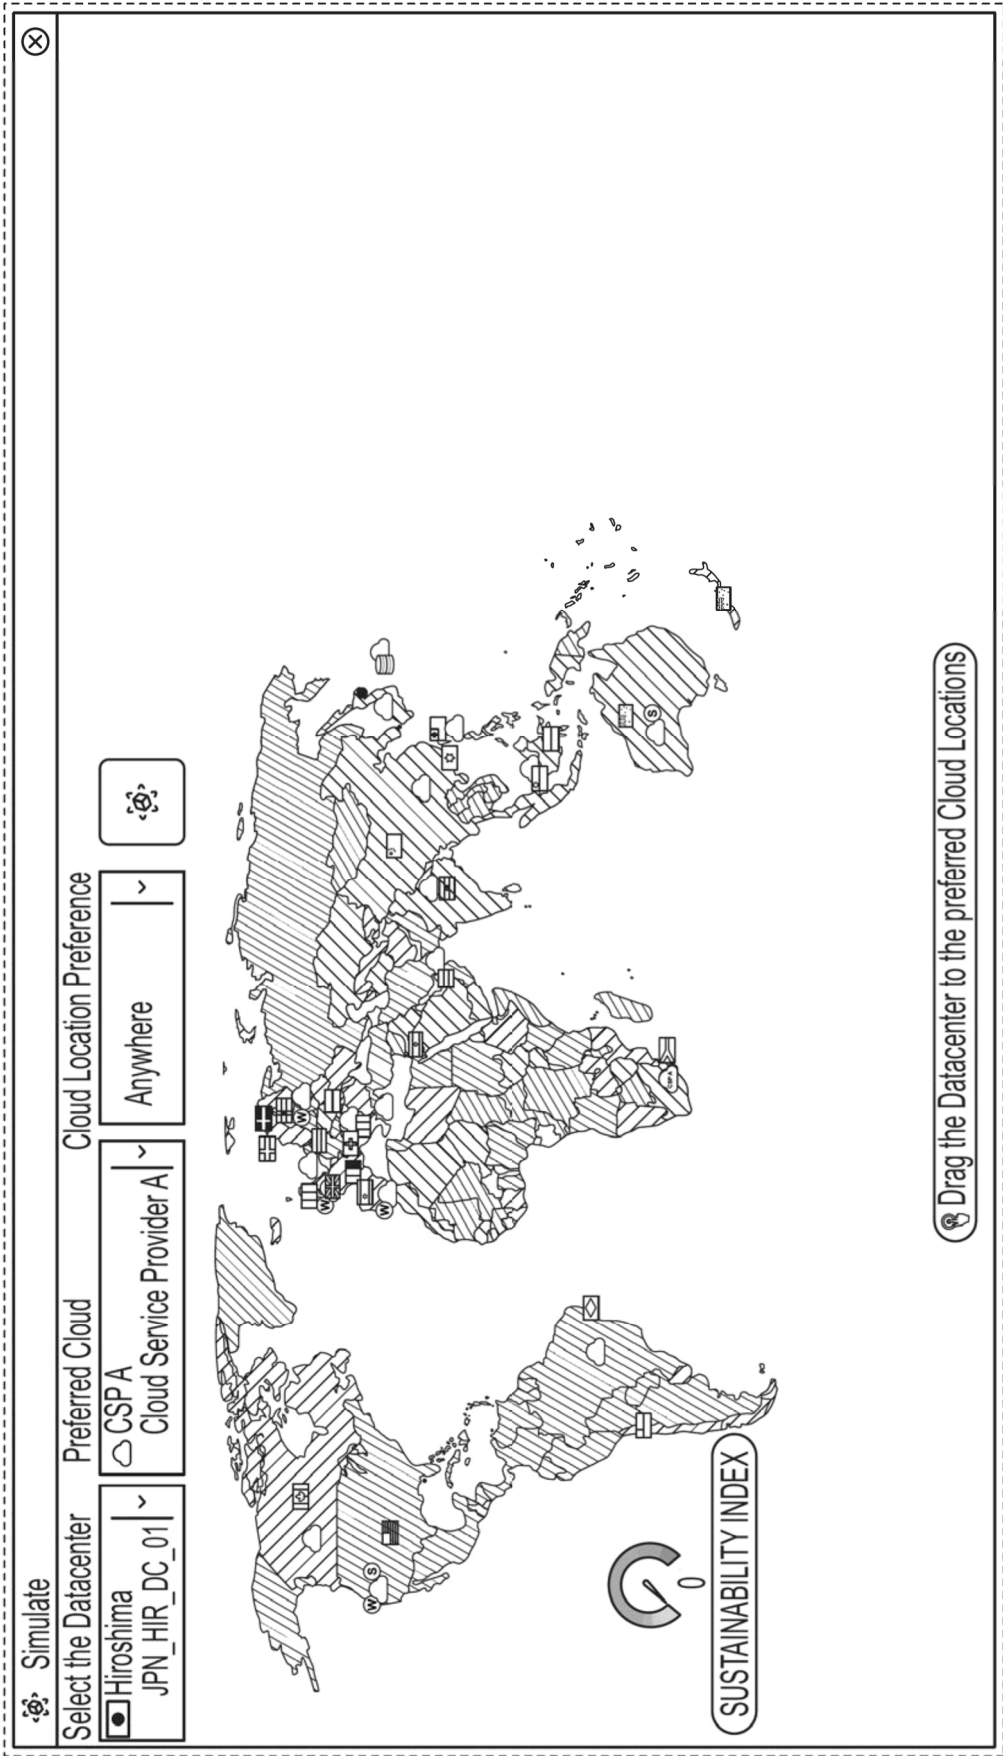 Simulate
Select the Datacenter
Preferred Cloud
Cloud Location Preference
Hiroshima
JPN_HIR_DC_01
CSP A
Cloud Service Provider A
Anywhere
W
S
W
W
W
S
CSP A
0
SUSTAINABILITY INDEX
Drag the Datacenter to the preferred Cloud Locations